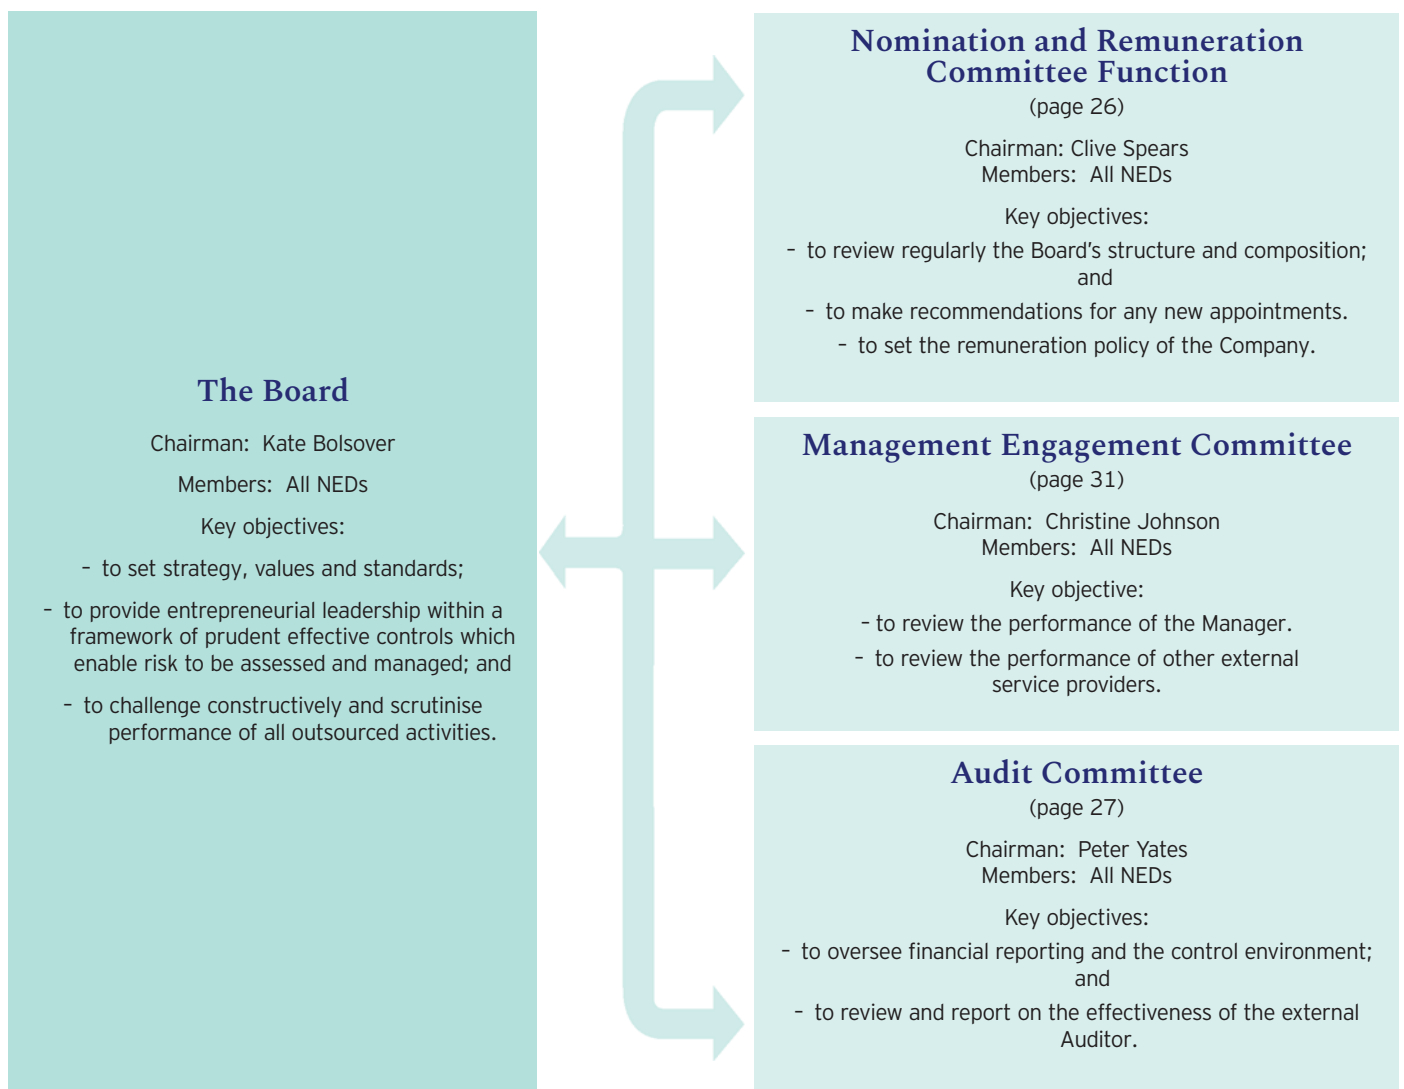 The Board
Chairman: Kate Bolsover
Members: All NEDs
Key objectives:
– to set strategy, values and standards;
– to provide entrepreneurial leadership within a
framework of prudent effective controls which
enable risk to be assessed and managed; and
– to challenge constructively and scrutinise
performance of all outsourced activities.
Nomination and Remuneration
Committee Function
(page 26)
Chairman: Clive Spears
Members: All NEDs
Key objectives:
– to review regularly the Board's structure and composition;
and
– to make recommendations for any new appointments.
– to set the remuneration policy of the Company.
Management Engagement Committee
(page 31)
Chairman: Christine Johnson
Members: All NEDs
Key objective:
– to review the performance of the Manager.
– to review the performance of other external
service providers.
Audit Committee
(page 27)
Chairman: Peter Yates
Members: All NEDs
Key objectives:
– to oversee financial reporting and the control environment;
and
– to review and report on the effectiveness of the external
Auditor.